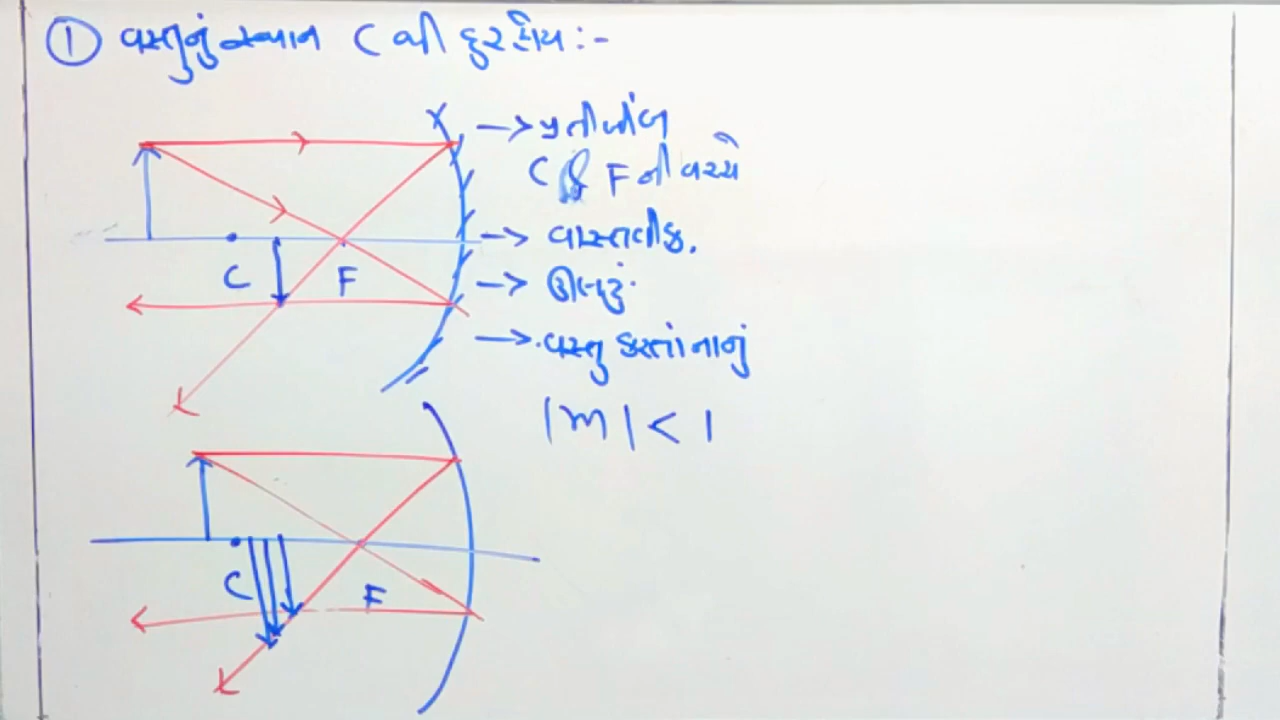 ① વસ્તુનું સ્થાન C થી દુર હોય :-
→ પ્રતીબીંબ
C & F ની વચ્ચે
→ વાસ્તવીક.
→ ઊલટું.
→ વસ્તુ કરતાં નાનું
|m| < 1
C
F
C
F